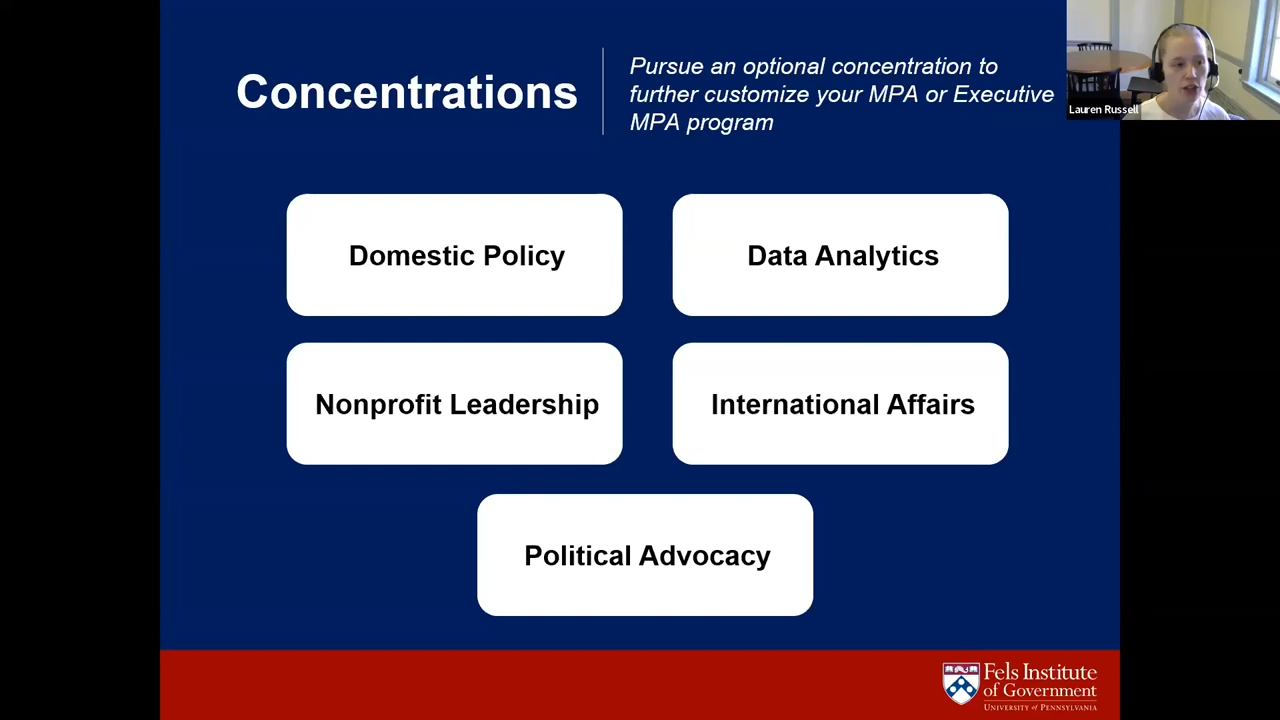 Concentrations
Pursue an optional concentration to
further customize your MPA or Executive
MPA program
Lauren Russell
Domestic Policy
Data Analytics
Nonprofit Leadership
International Affairs
Political Advocacy
Fels Institute
of Government
UNIVERSITY OF PENNSYLVANIA